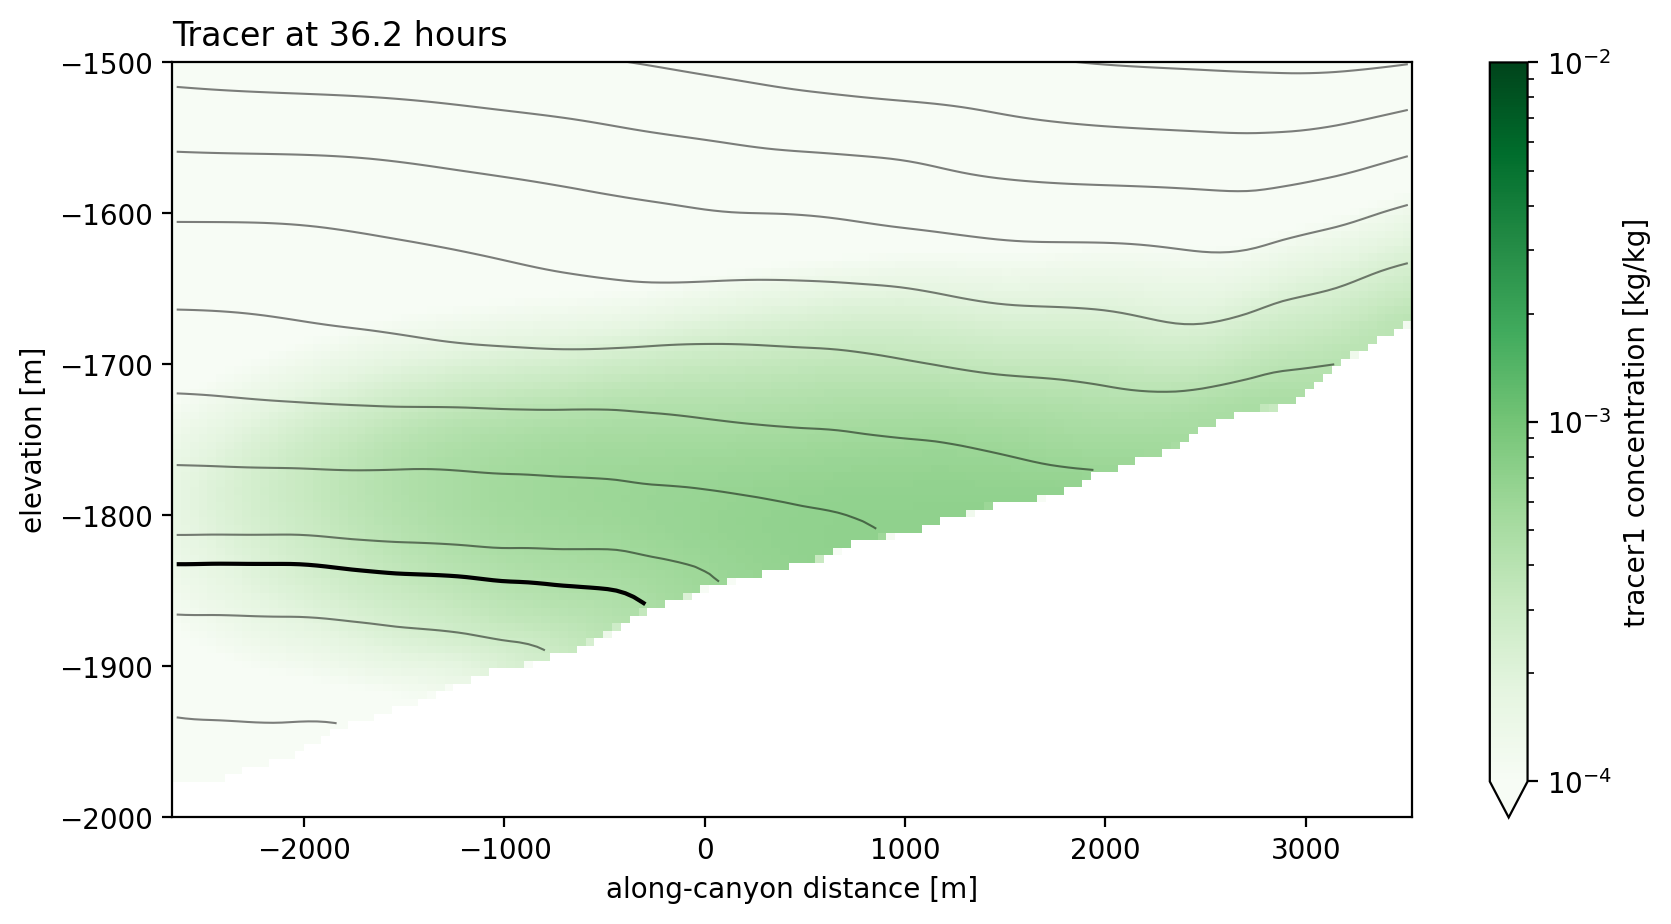 Tracer at 36.2 hours
−1500
−1600
−1700
−1800
−1900
−2000
elevation [m]
−2000 −1000 0 1000 2000 3000
along-canyon distance [m]
10⁻²
10⁻³
10⁻⁴
tracer1 concentration [kg/kg]